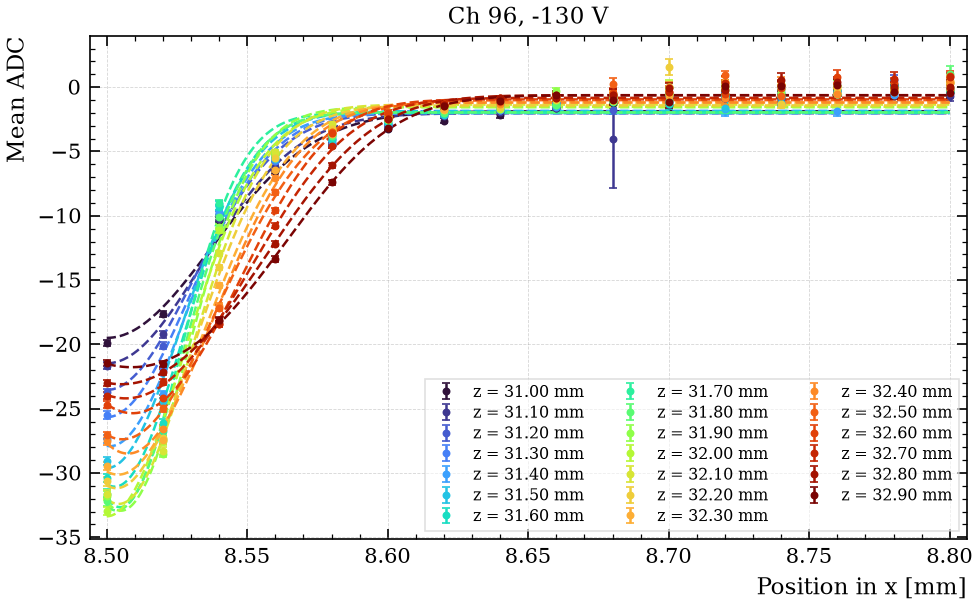 Ch 96, -130 V
Mean ADC
0
−5
−10
−15
−20
−25
−30
−35
z = 31.00 mm
z = 31.10 mm
z = 31.20 mm
z = 31.30 mm
z = 31.40 mm
z = 31.50 mm
z = 31.60 mm
z = 31.70 mm
z = 31.80 mm
z = 31.90 mm
z = 32.00 mm
z = 32.10 mm
z = 32.20 mm
z = 32.30 mm
z = 32.40 mm
z = 32.50 mm
z = 32.60 mm
z = 32.70 mm
z = 32.80 mm
z = 32.90 mm
8.50 8.55 8.60 8.65 8.70 8.75 8.80
Position in x [mm]